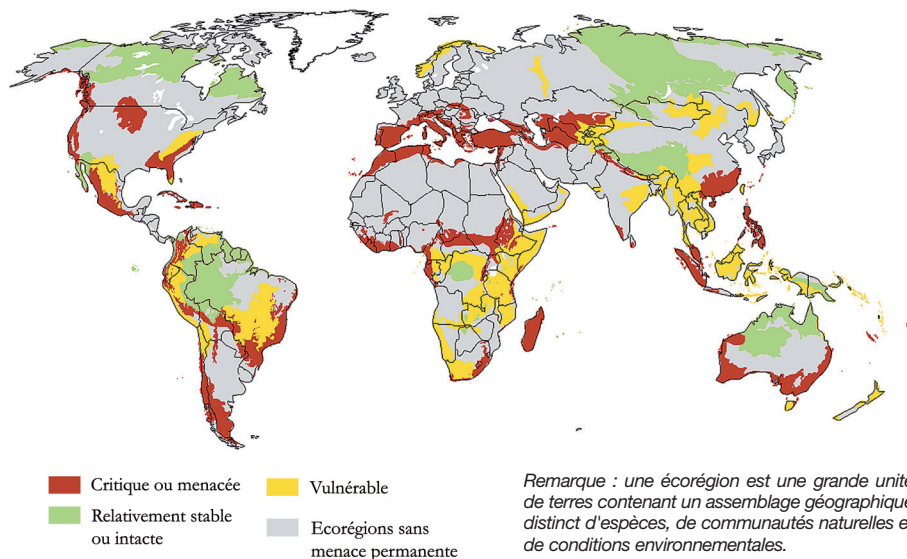 Critique ou menacée
Relativement stable
ou intacte
Vulnérable
Ecorégions sans
menace permanente
Remarque : une écorégion est une grande unité
de terres contenant un assemblage géographique
distinct d'espèces, de communautés naturelles e
de conditions environnementales.